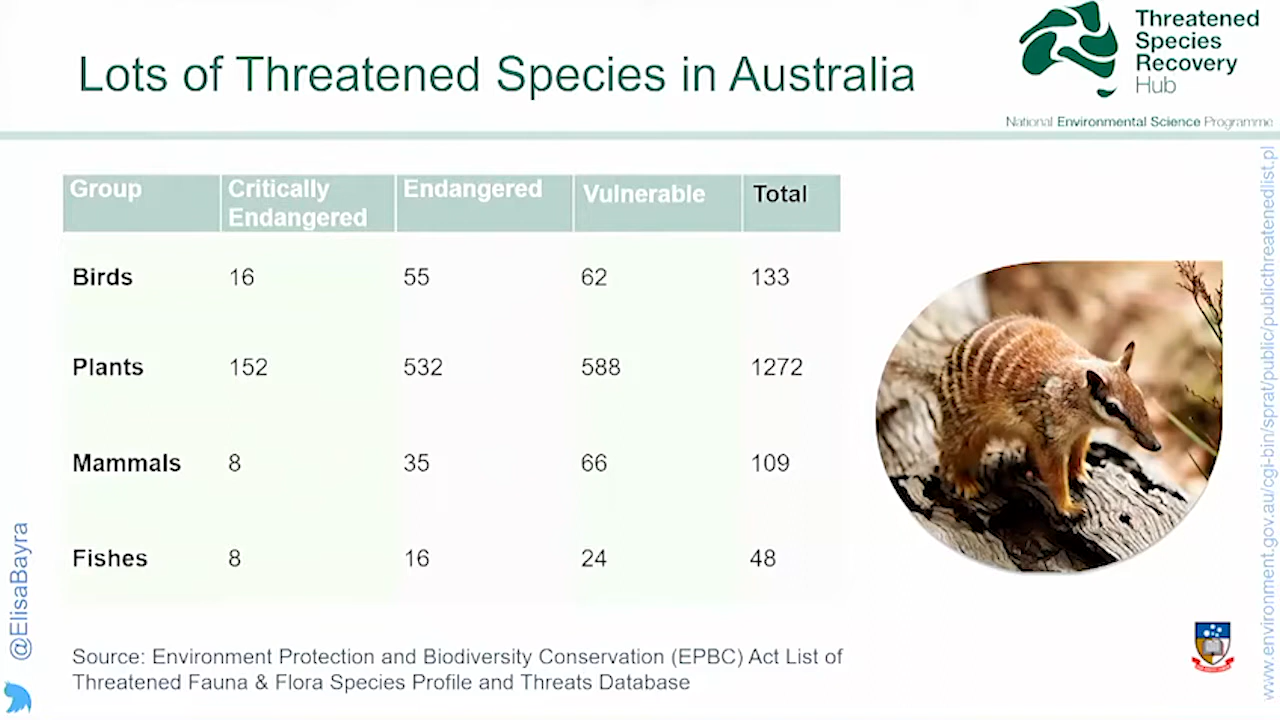 Lots of Threatened Species in Australia
Threatened
Species
Recovery
Hub
National Environmental Science Programme
Group Critically Endangered Endangered Vulnerable Total
Birds 16 55 62 133
Plants 152 532 588 1272
Mammals 8 35 66 109
Fishes 8 16 24 48
Source: Environment Protection and Biodiversity Conservation (EPBC) Act List of
Threatened Fauna & Flora Species Profile and Threats Database
@ElisaBayra
www.environment.gov.au/cgi-bin/sprat/public/publicthreatenedlist.pl